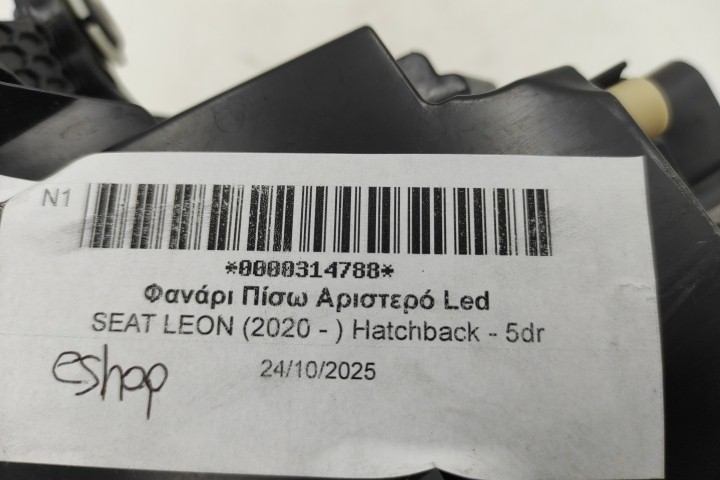 N1
*0000314788*
Φανάρι Πίσω Αριστερό Led
SEAT LEON (2020 - ) Hatchback - 5dr
eshop
24/10/2025